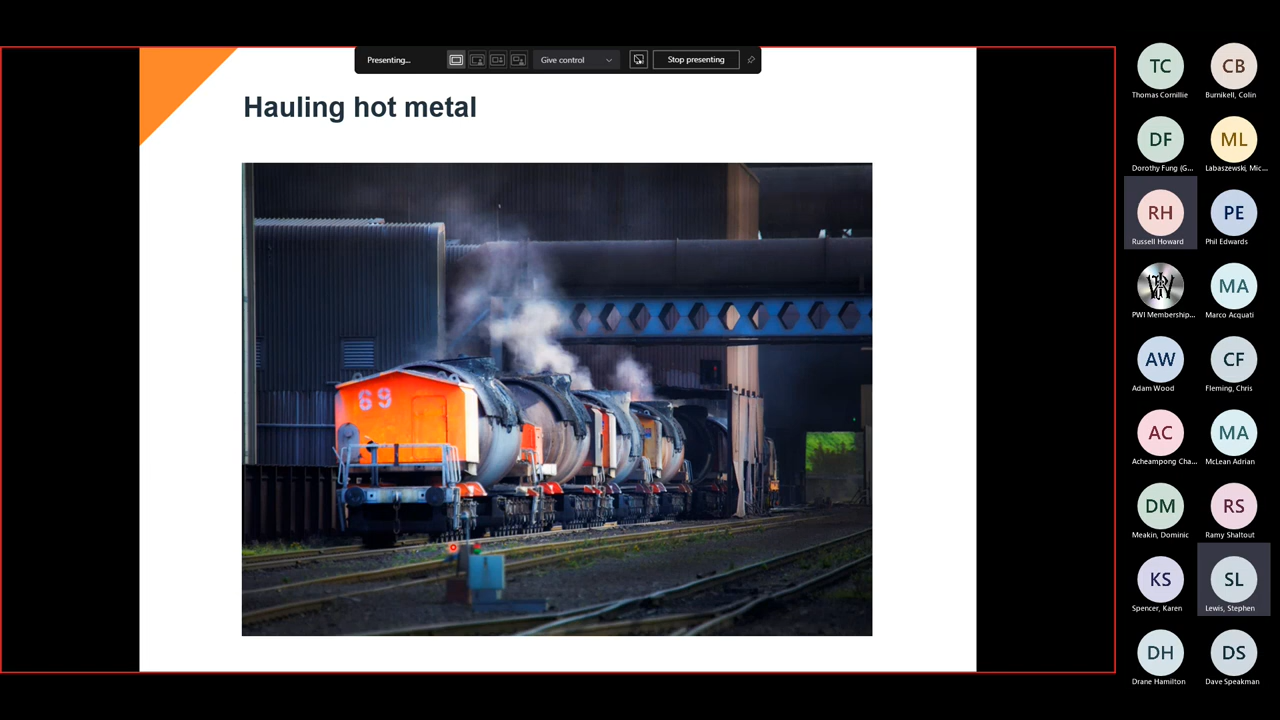 Presenting...
Give control
Stop presenting
Hauling hot metal
69
TC
CB
Thomas Cornillie
Burnikell, Colin
DF
ML
Dorothy Fung (G...
Labaszewski, Mic...
RH
PE
Russell Howard
Phil Edwards
MA
PWI Membership...
Marco Acquati
AW
CF
Adam Wood
Fleming, Chris
AC
MA
Acheampong Cha...
McLean Adrian
DM
RS
Meakin, Dominic
Ramy Shaltout
KS
SL
Spencer, Karen
Lewis, Stephen
DH
DS
Drane Hamilton
Dave Speakman